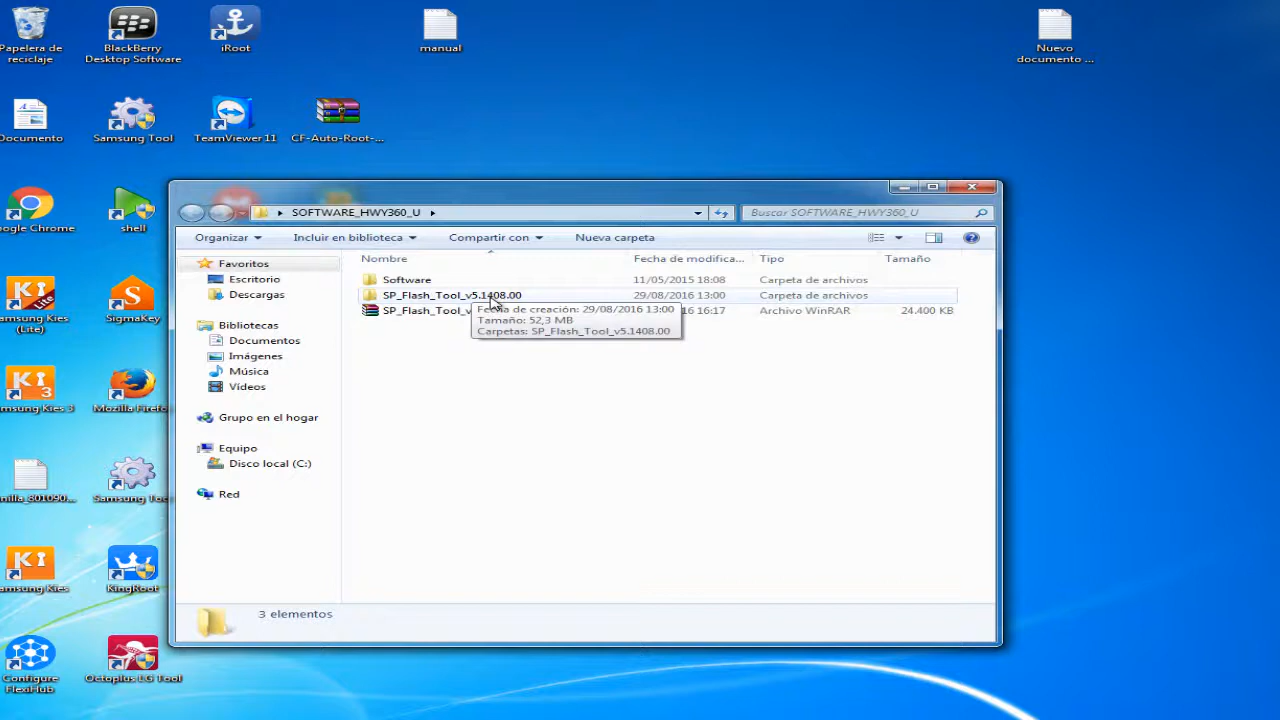 Papelera de
reciclaje
BlackBerry
Desktop Software
iRoot
manual
Nuevo
documento ...
Documento
Samsung Tool
TeamViewer 11
CF-Auto-Root-...
SOFTWARE_HWY360_U
Buscar SOFTWARE_HWY360_U
Organizar
Incluir en biblioteca
Compartir con
Nueva carpeta
Nombre
Fecha de modifica...
Tipo
Tamaño
Favoritos
Escritorio
Descargas
Bibliotecas
Documentos
Imágenes
Música
Vídeos
Grupo en el hogar
Equipo
Disco local (C:)
Red
Software 11/05/2015 18:08 Carpeta de archivos
SP_Flash_Tool_v5.1408.00 29/08/2016 13:00 Carpeta de archivos
SP_Flash_Tool_v 16:17 Archivo WinRAR 24.400 KB
Fecha de creación: 29/08/2016 13:00
Tamaño: 52,3 MB
Carpetas: SP_Flash_Tool_v5.1408.00
3 elementos
oogle Chrome
shell
amsung Kies
(Lite)
SigmaKey
amsung Kies 3
Mozilla Firefo
nilla_801090...
Samsung Too
amsung Kies
KingRoot
Configure
FlexiHub
Octoplus LG Tool